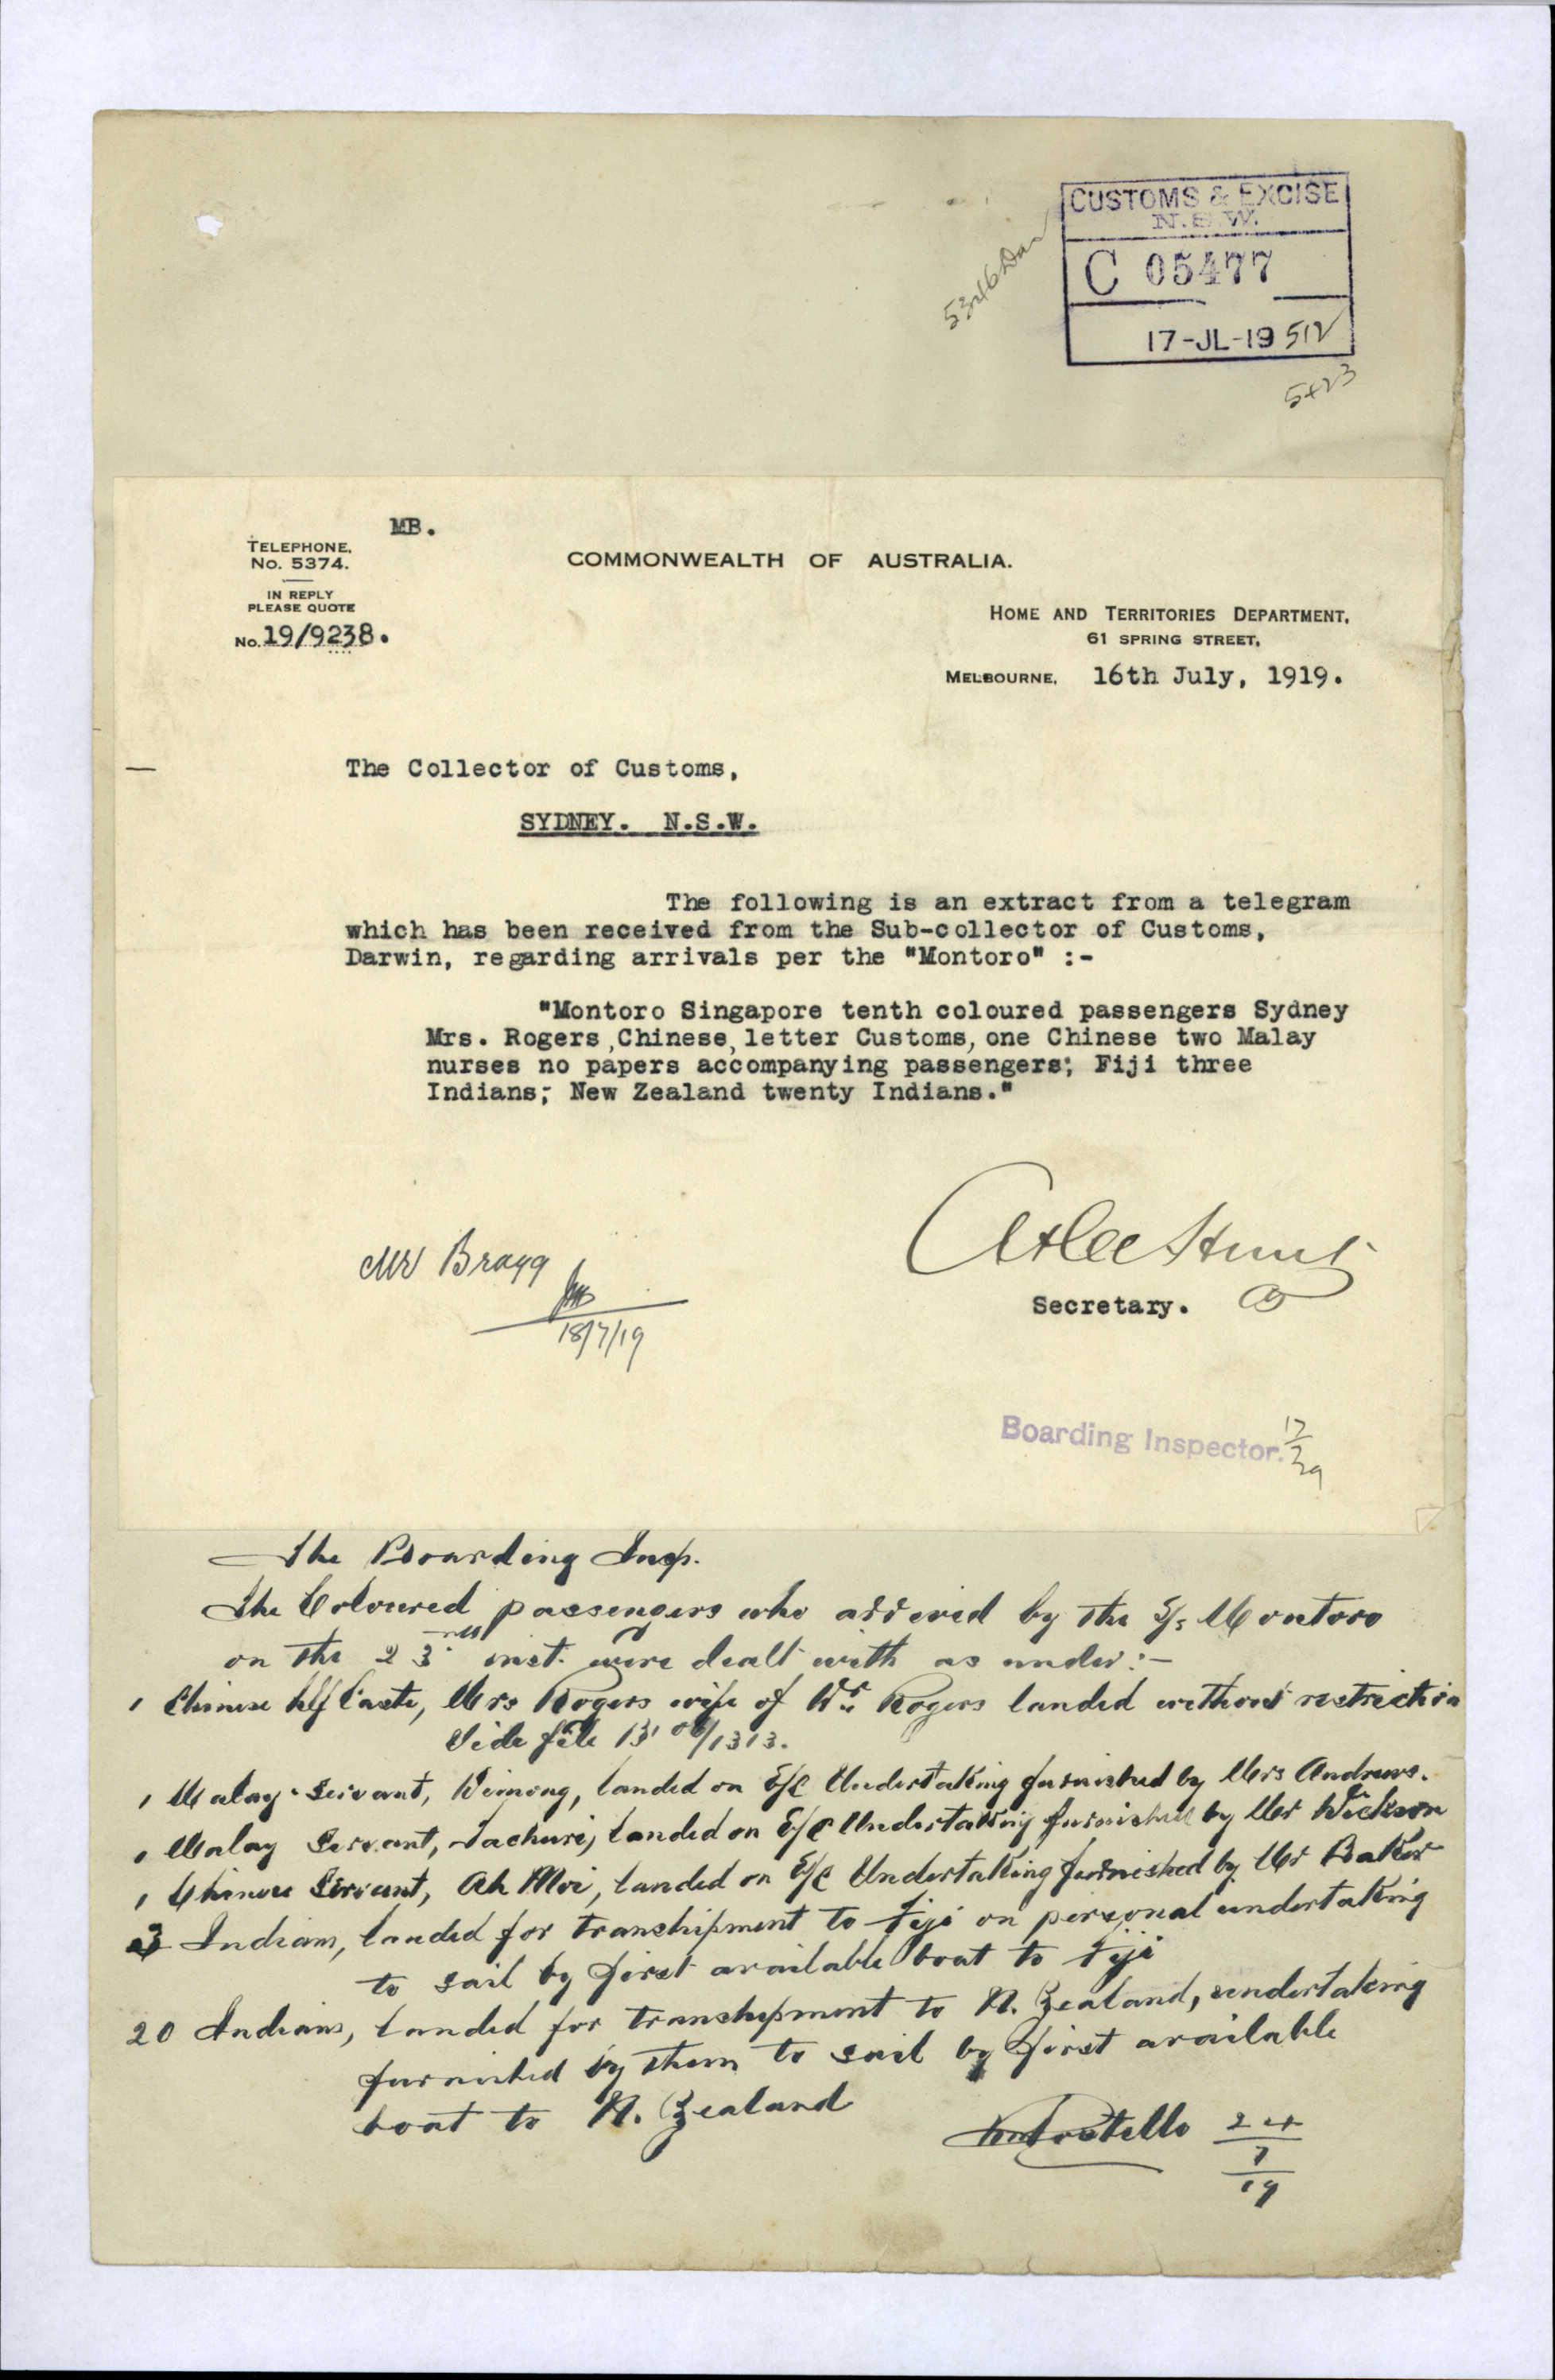 CUSTOMS & EXCISE
N.S.W.
C 05477
17-JL-19
MB.
TELEPHONE.
No. 5374.
IN REPLY
PLEASE QUOTE
No. 19/9238.
COMMONWEALTH OF AUSTRALIA.
HOME AND TERRITORIES DEPARTMENT,
61 SPRING STREET,
MELBOURNE, 16th July, 1919.
The Collector of Customs,
SYDNEY. N.S.W.
The following is an extract from a telegram
which has been received from the Sub-collector of Customs,
Darwin, regarding arrivals per the "Montoro" :-
"Montoro Singapore tenth coloured passengers Sydney
Mrs. Rogers, Chinese, letter Customs, one Chinese two Malay
nurses no papers accompanying passengers; Fiji three
Indians; New Zealand twenty Indians."
Atlee Hunt
Secretary.
Mr Bragg
18/7/19
Boarding Inspector.
The Boarding Insp.
The Coloured passengers who arrived by the S/s Montoro
on the 23rd inst. were dealt with as under:-
1 Chinese hlf Caste, Mrs Rogers wife of Wm Rogers landed without restriction
Vide file
1 Malay Servant, landed on Undertaking furnished by Mrs Andrews.
1 Malay Servant, landed on Undertaking furnished by Mr Dickson
1 Chinese Servant, Ah Moi, landed on Undertaking furnished by Mr Baker
3 Indians, landed for transhipment to Fiji on personal undertaking
to sail by first available boat to Fiji
20 Indians, landed for transhipment to N. Zealand, undertaking
furnished by them to sail by first available
boat to N. Zealand
Costello 24
7
19